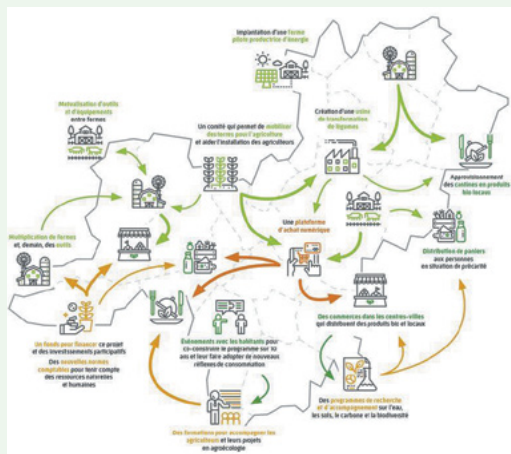 Implantation d'une ferme
pilote productrice d'énergie
Mutualisation d'outils
et d'équipements
entre fermes
Un comité qui permet de mobiliser
des terres pour l'agriculture
et aider l'installation des agriculteurs
Création d'une usine
de transformation
de légumes
Approvisionnement
des cantines en produits
bio-locaux
Multiplication de fermes
et, demain, des outils
Une plateforme
d'achat numérique
Distribution de paniers
aux personnes
en situation de précarité
Un fonds pour financer ce projet
et des investissements participatifs
Des nouvelles normes
comptables pour tenir compte
des ressources naturelles
et humaines
Évènements avec les habitants pour
co-construire le programme sur 10
ans et leur faire adopter de nouveaux
réflexes de consommation
Des commerces dans les centres-villes
qui distribuent des produits bio et locaux
Des programmes de recherche
et d'accompagnement sur l'eau,
les sols, le carbone et la biodiversité
Des formations pour accompagner les
agriculteurs et leurs projets
en agroécologie